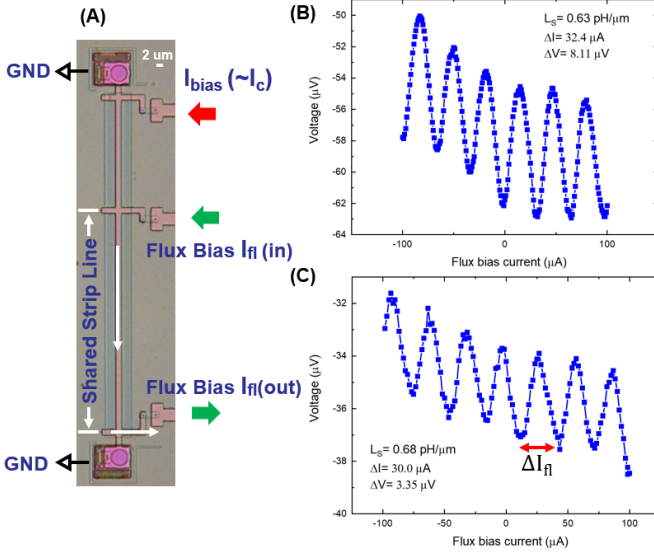 (A)
GND
2 um
I_bias (~I_c)
Flux Bias I_fl (in)
Shared Strip Line
Flux Bias I_fl(out)
GND
(B)
L_S = 0.63 pH/μm
ΔI= 32.4 μA
ΔV= 8.11 μV
Voltage (μV)
-50
-52
-54
-56
-58
-60
-62
-64
-100
-50
0
50
100
Flux bias current (μA)
(C)
L_S = 0.68 pH/μm
ΔI= 30.0 μA
ΔV= 3.35 μV
ΔI_fl
Voltage (μV)
-32
-34
-36
-38
-40
-100
-50
0
50
100
Flux bias current (μA)